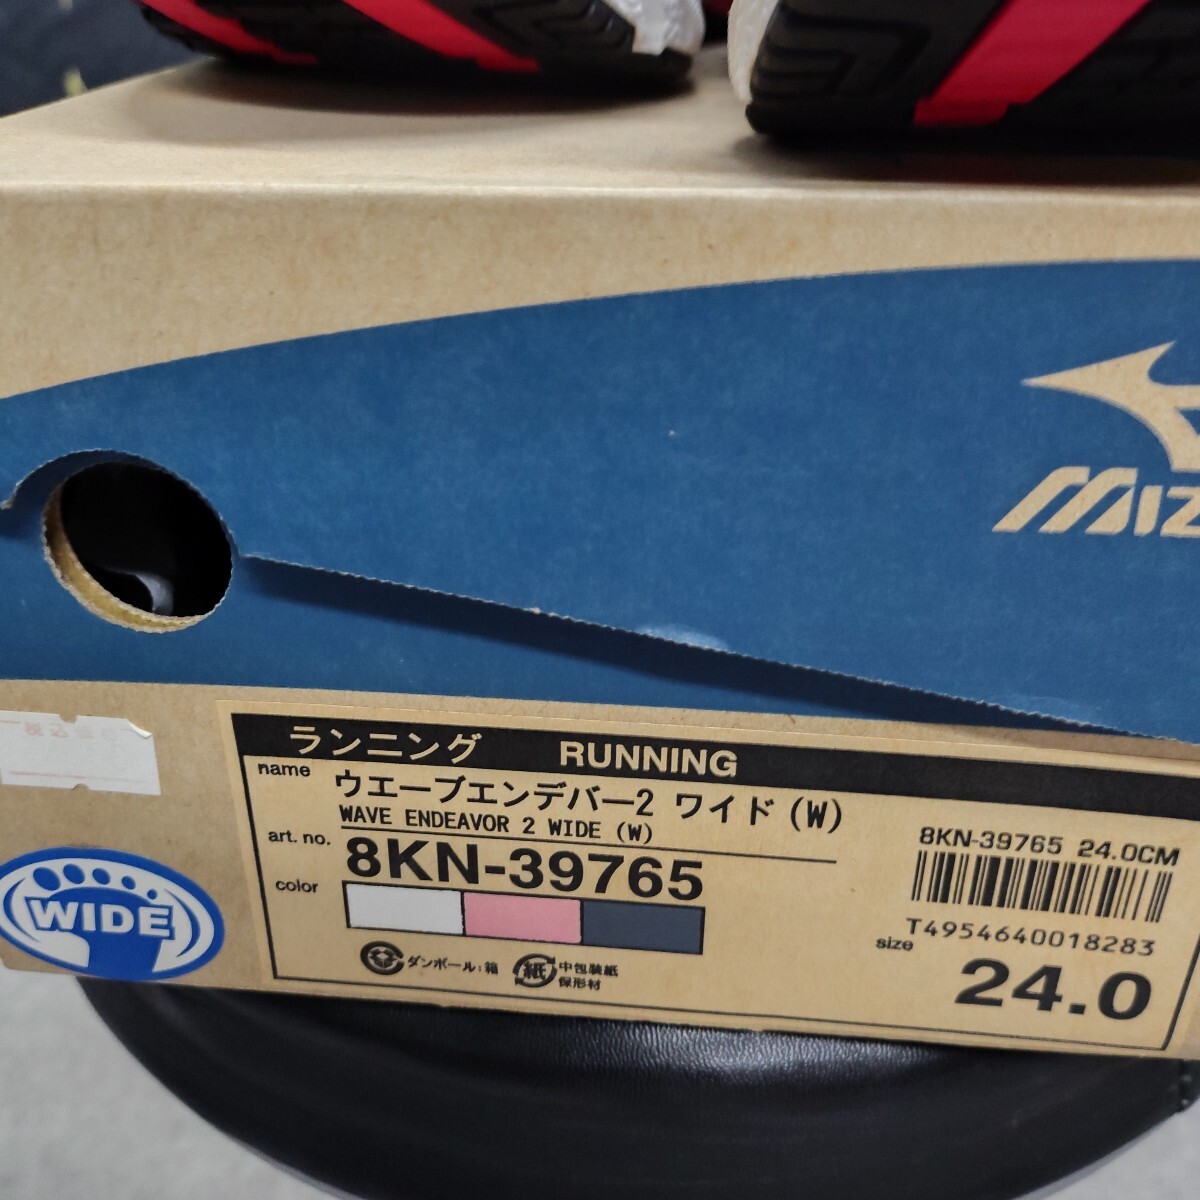 MIZ
税込
ランニング RUNNING
name ウエーブエンデバー2 ワイド(W)
WAVE ENDEAVOR 2 WIDE (W)
art. no. 8KN-39765
color
8KN-39765 24.0CM
T4954640018283
size 24.0
ダンボール:箱
紙 中包装紙
保形材
WIDE